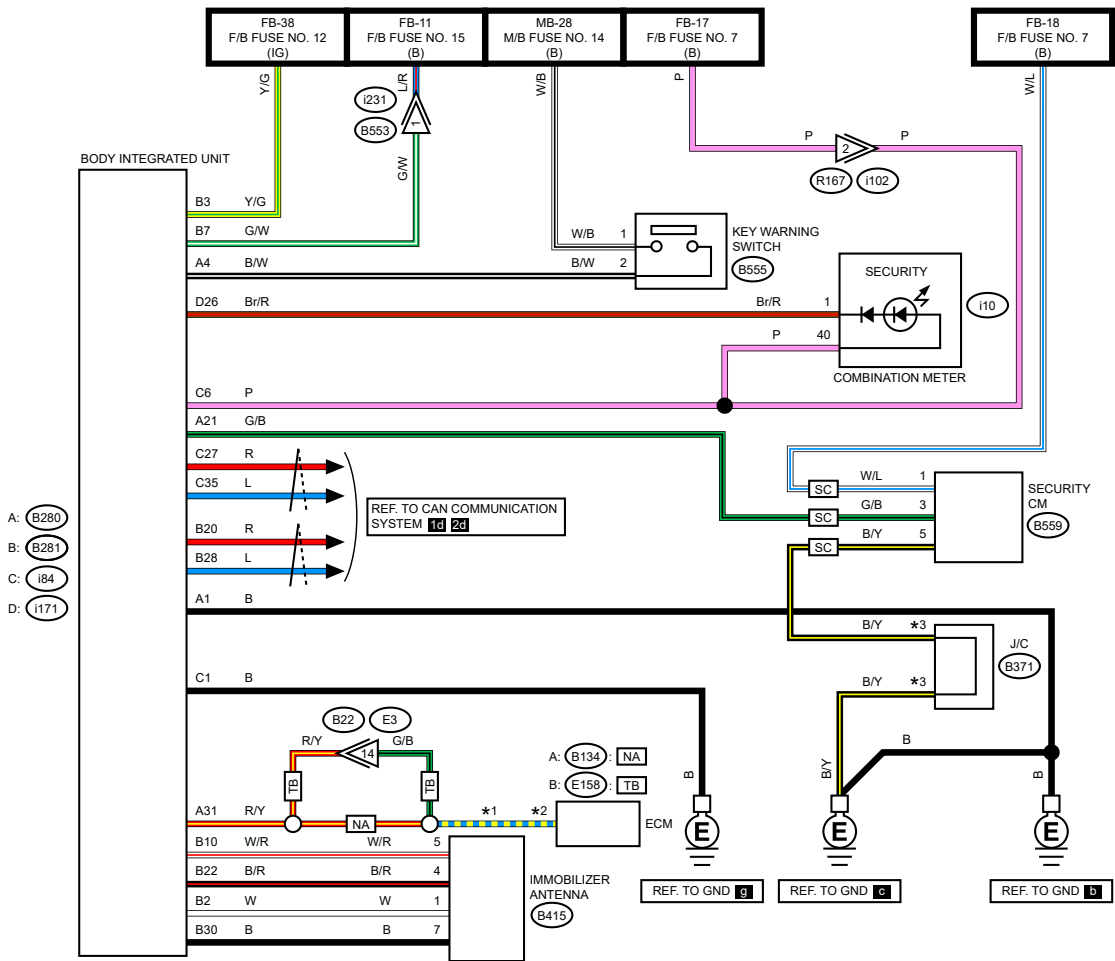 FB-38
F/B FUSE NO. 12
(IG)
FB-11
F/B FUSE NO. 15
(B)
MB-28
M/B FUSE NO. 14
(B)
FB-17
F/B FUSE NO. 7
(B)
FB-18
F/B FUSE NO. 7
(B)
Y/G
L/R
W/B
P
W/L
i231
B553
1
G/W
P
2
P
R167
i102
BODY INTEGRATED UNIT
B3 Y/G
B7 G/W
A4 B/W
W/B 1
B/W 2
KEY WARNING
SWITCH
B555
SECURITY
i10
D26 Br/R
Br/R 1
P 40
COMBINATION METER
C6 P
A21 G/B
C27 R
C35 L
B20 R
B28 L
REF. TO CAN COMMUNICATION
SYSTEM 1d 2d
SC
W/L 1
SC
G/B 3
SC
B/Y 5
SECURITY
CM
B559
A: B280
B: B281
C: i84
D: i171
A1 B
B/Y *3
B/Y *3
J/C
B371
C1 B
B22
E3
R/Y
14
G/B
TB
TB
A: B134 : NA
B: E158 : TB
A31 R/Y
NA
*1 *2
ECM
B
B/Y
B
B
E
E
E
B10 W/R
W/R 5
B22 B/R
B/R 4
B2 W
W 1
B30 B
B 7
IMMOBILIZER
ANTENNA
B415
REF. TO GND g
REF. TO GND c
REF. TO GND b